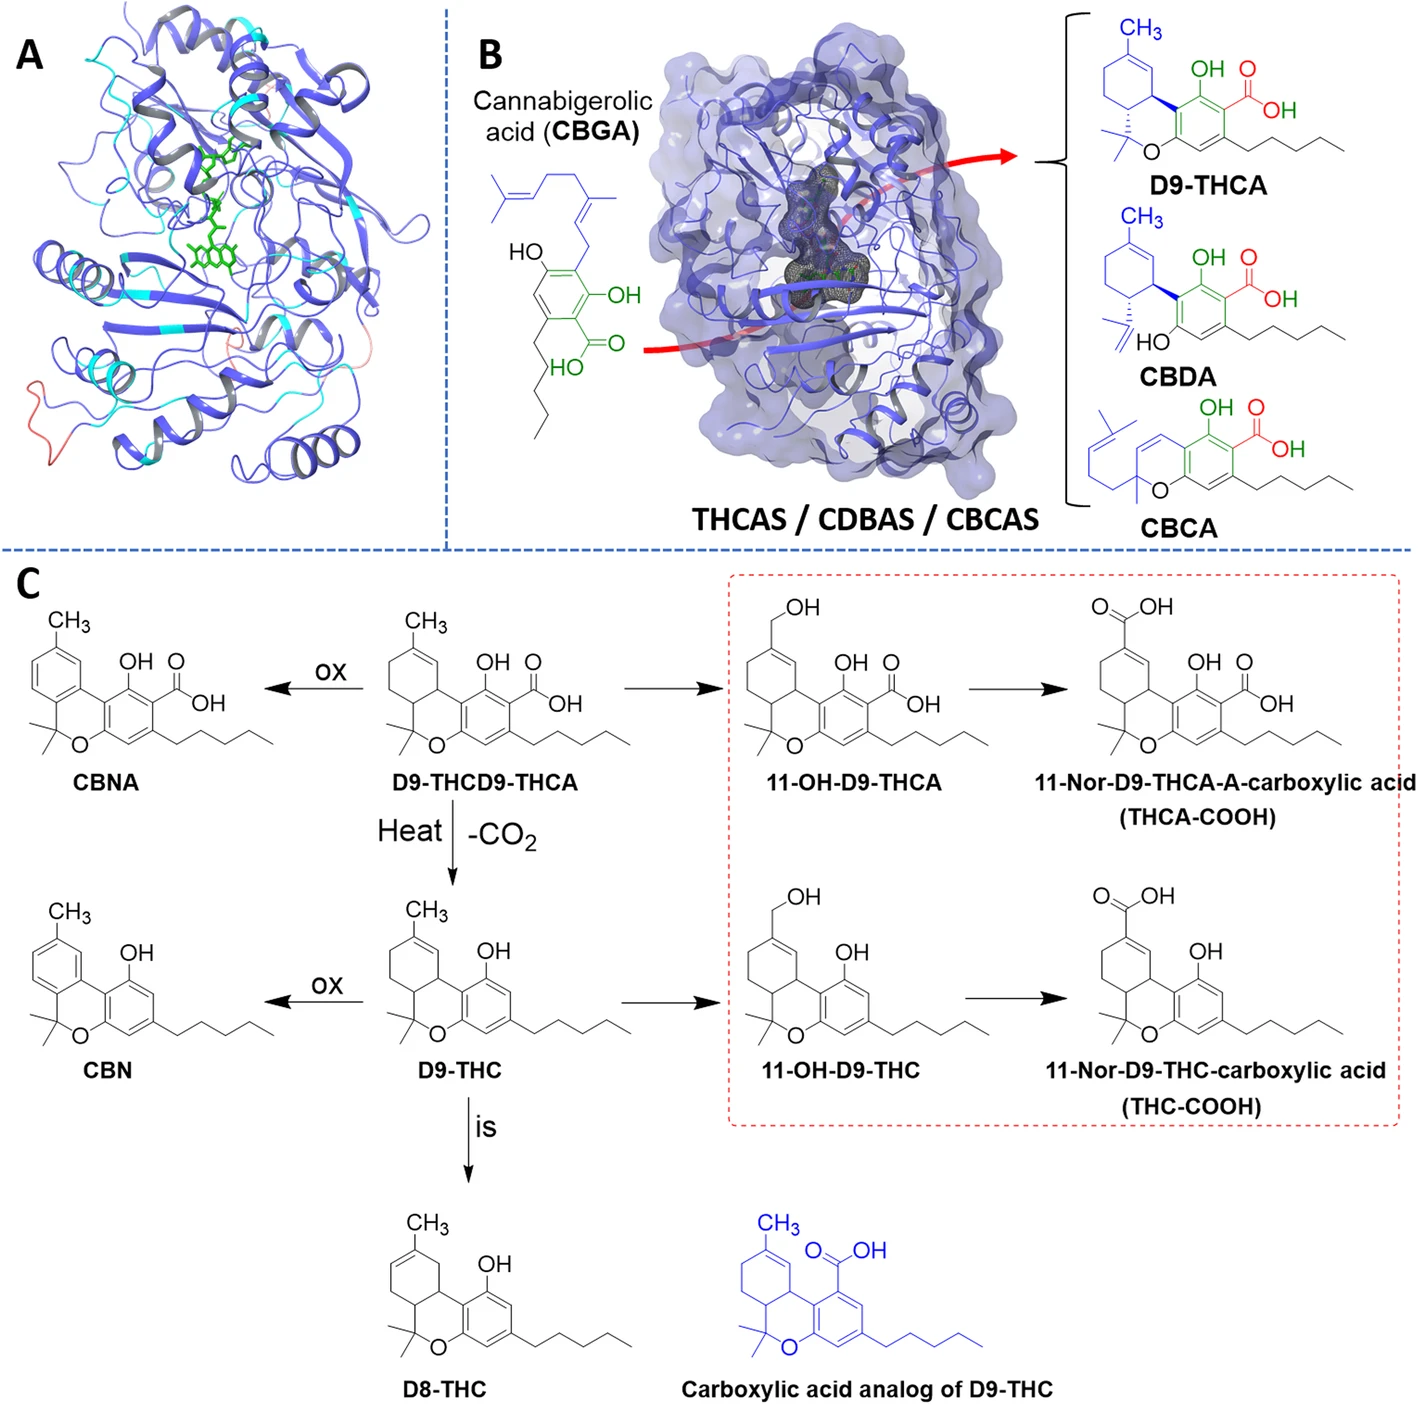 A
B
Cannabigerolic
acid (CBGA)
HO
OH
O
HO
THCAS / CDBAS / CBCAS
CH3
OH
O
OH
O
D9-THCA
CH3
OH
O
OH
HO
CBDA
OH
O
OH
O
CBCA
C
CH3
OH
O
OH
O
CBNA
ox
CH3
OH
O
OH
O
D9-THCD9-THCA
OH
OH
O
OH
O
11-OH-D9-THCA
O
OH
OH
O
OH
O
11-Nor-D9-THCA-A-carboxylic acid
(THCA-COOH)
Heat
-CO2
CH3
OH
O
CBN
ox
CH3
OH
O
D9-THC
OH
OH
O
11-OH-D9-THC
O
OH
OH
O
11-Nor-D9-THC-carboxylic acid
(THC-COOH)
is
CH3
OH
O
D8-THC
CH3
O
OH
O
Carboxylic acid analog of D9-THC